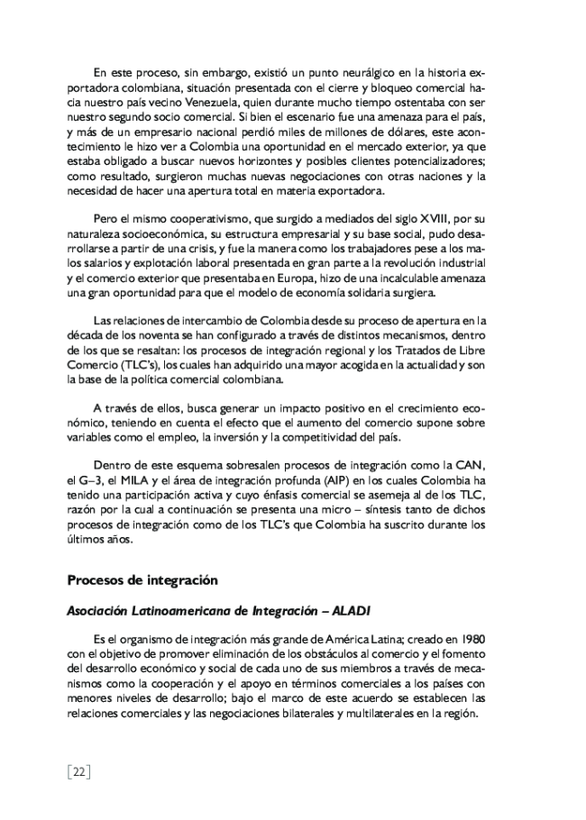 En este proceso, sin embargo, existió un punto neurálgico en la historia ex-
portadora colombiana, situación presentada con el cierre y bloqueo comercial ha-
cia nuestro país vecino Venezuela, quien durante mucho tiempo ostentaba con ser
nuestro segundo socio comercial. Si bien el escenario fue una amenaza para el país,
y más de un empresario nacional perdió miles de millones de dólares, este acon-
tecimiento le hizo ver a Colombia una oportunidad en el mercado exterior, ya que
estaba obligado a buscar nuevos horizontes y posibles clientes potencializadores;
como resultado, surgieron muchas nuevas negociaciones con otras naciones y la
necesidad de hacer una apertura total en materia exportadora.
Pero el mismo cooperativismo, que surgido a mediados del siglo XVIII, por su
naturaleza socioeconómica, su estructura empresarial y su base social, pudo desa-
rrollarse a partir de una crisis, y fue la manera como los trabajadores pese a los ma-
los salarios y explotación laboral presentada en gran parte a la revolución industrial
y el comercio exterior que presentaba en Europa, hizo de una incalculable amenaza
una gran oportunidad para que el modelo de economía solidaria surgiera.
Las relaciones de intercambio de Colombia desde su proceso de apertura en la
década de los noventa se han configurado a través de distintos mecanismos, dentro
de los que se resaltan: los procesos de integración regional y los Tratados de Libre
Comercio (TLC's), los cuales han adquirido una mayor acogida en la actualidad y son
la base de la política comercial colombiana.
A través de ellos, busca generar un impacto positivo en el crecimiento eco-
nómico, teniendo en cuenta el efecto que el aumento del comercio supone sobre
variables como el empleo, la inversión y la competitividad del país.
Dentro de este esquema sobresalen procesos de integración como la CAN,
el G–3, el MILA y el área de integración profunda (AIP) en los cuales Colombia ha
tenido una participación activa y cuyo énfasis comercial se asemeja al de los TLC,
razón por la cual a continuación se presenta una micro – síntesis tanto de dichos
procesos de integración como de los TLC's que Colombia ha suscrito durante los
últimos años.
Procesos de integración
Asociación Latinoamericana de Integración – ALADI
Es el organismo de integración más grande de América Latina; creado en 1980
con el objetivo de promover eliminación de los obstáculos al comercio y el fomento
del desarrollo económico y social de cada uno de sus miembros a través de meca-
nismos como la cooperación y el apoyo en términos comerciales a los países con
menores niveles de desarrollo; bajo el marco de este acuerdo se establecen las
relaciones comerciales y las negociaciones bilaterales y multilaterales en la región.
[22]